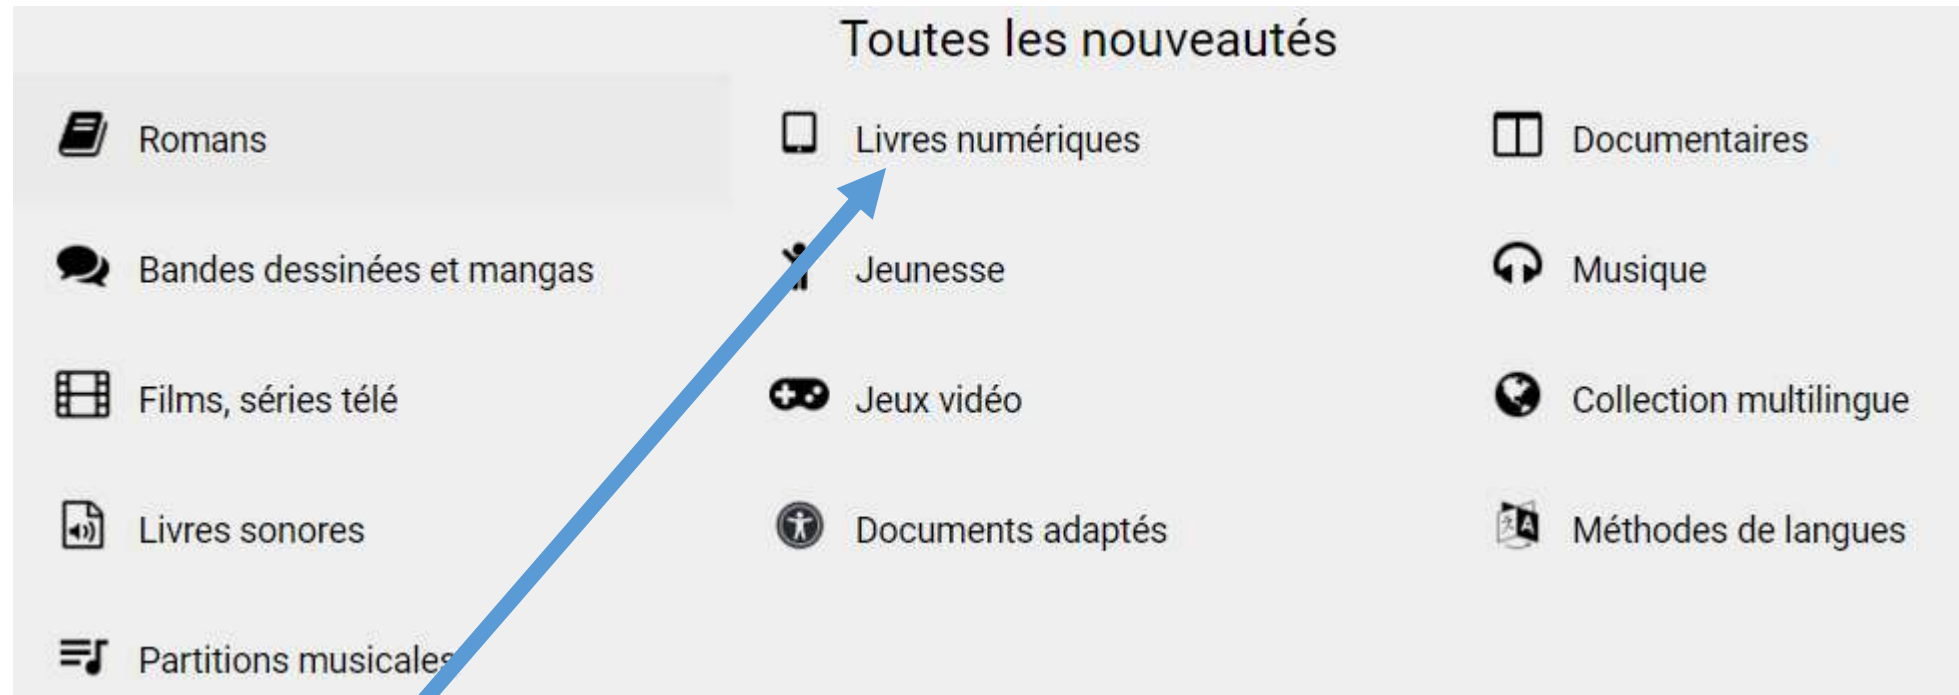 Toutes les nouveautés
Romans
Livres numériques
Documentaires
Bandes dessinées et mangas
Jeunesse
Musique
Films, séries télé
Jeux vidéo
Collection multilingue
Livres sonores
Documents adaptés
Méthodes de langues
Partitions musicales